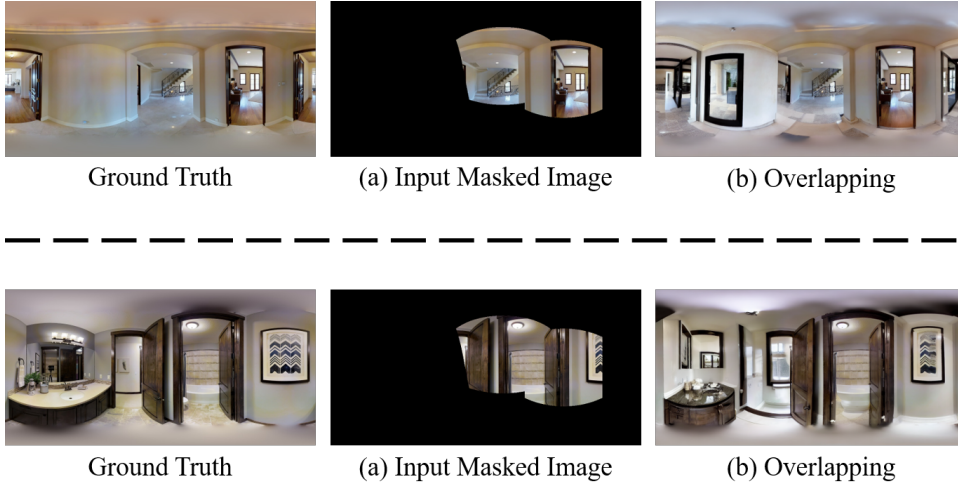 Ground Truth
(a) Input Masked Image
(b) Overlapping
Ground Truth
(a) Input Masked Image
(b) Overlapping